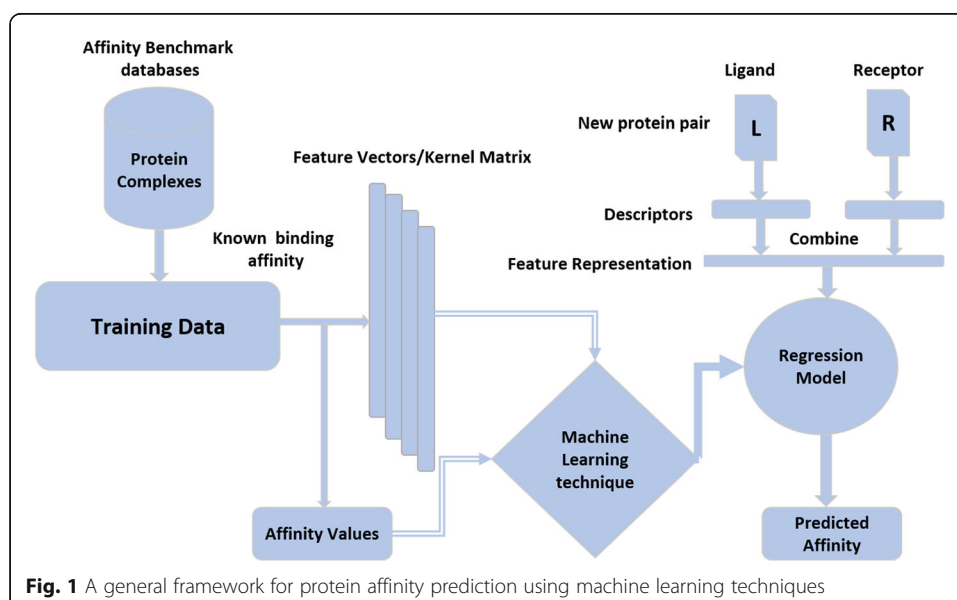 Affinity Benchmark
databases
Protein
Complexes
Known binding
affinity
Training Data
Feature Vectors/Kernel Matrix
Affinity Values
Machine
Learning
technique
Ligand
Receptor
New protein pair
L
R
Descriptors
Combine
Feature Representation
Regression
Model
Predicted
Affinity
Fig. 1 A general framework for protein affinity prediction using machine learning techniques